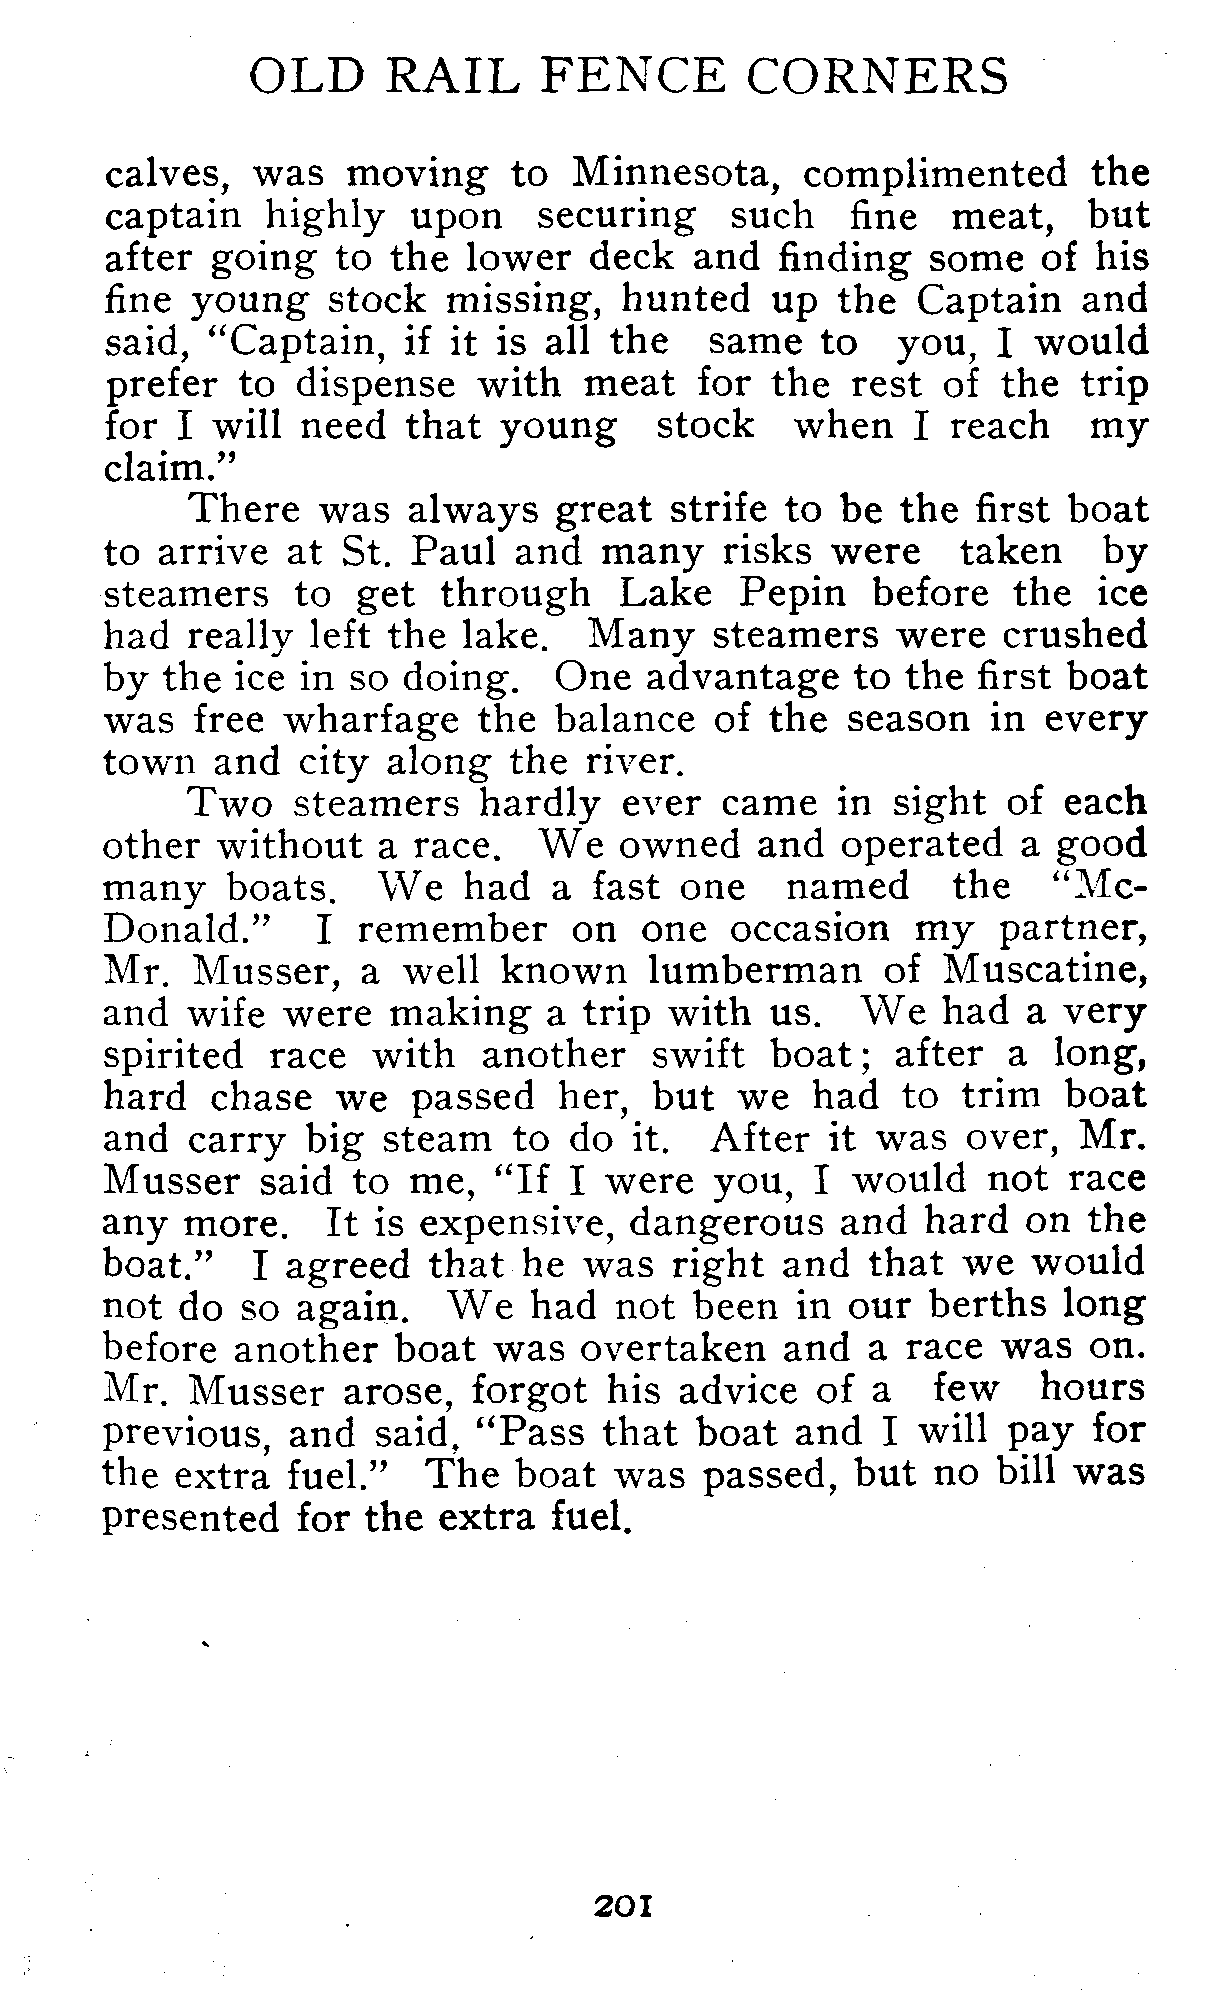 OLD RAIL FENCE CORNERS
calves, was moving to Minnesota, complimented the
captain highly upon securing such fine meat, but
after going to the lower deck and finding some of his
fine young stock missing, hunted up the Captain and
said, "Captain, if it is all the same to you, I would
prefer to dispense with meat for the rest of the trip
for I will need that young stock when I reach my
claim."
There was always great strife to be the first boat
to arrive at St. Paul and many risks were taken by
steamers to get through Lake Pepin before the ice
had really left the lake. Many steamers were crushed
by the ice in so doing. One advantage to the first boat
was free wharfage the balance of the season in every
town and city along the river.
Two steamers hardly ever came in sight of each
other without a race. We owned and operated a good
many boats. We had a fast one named the "Mc-
Donald." I remember on one occasion my partner,
Mr. Musser, a well known lumberman of Muscatine,
and wife were making a trip with us. We had a very
spirited race with another swift boat; after a long,
hard chase we passed her, but we had to trim boat
and carry big steam to do it. After it was over, Mr.
Musser said to me, "If I were you, I would not race
any more. It is expensive, dangerous and hard on the
boat." I agreed that he was right and that we would
not do so again. We had not been in our berths long
before another boat was overtaken and a race was on.
Mr. Musser arose, forgot his advice of a few hours
previous, and said, "Pass that boat and I will pay for
the extra fuel." The boat was passed, but no bill was
presented for the extra fuel.
201